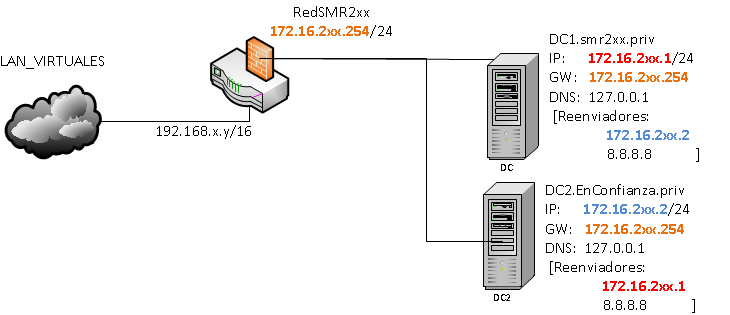 RedSMR2xx
172.16.2xx.254/24
LAN_VIRTUALES
192.168.x.y/16
DC1.smr2xx.priv
IP: 172.16.2xx.1/24
GW: 172.16.2xx.254
DNS: 127.0.0.1
[Reenviadores:
172.16.2xx.2
8.8.8.8 ]
DC
DC2.EnConfianza.priv
IP: 172.16.2xx.2/24
GW: 172.16.2xx.254
DNS: 127.0.0.1
[Reenviadores:
172.16.2xx.1
8.8.8.8 ]
DC2